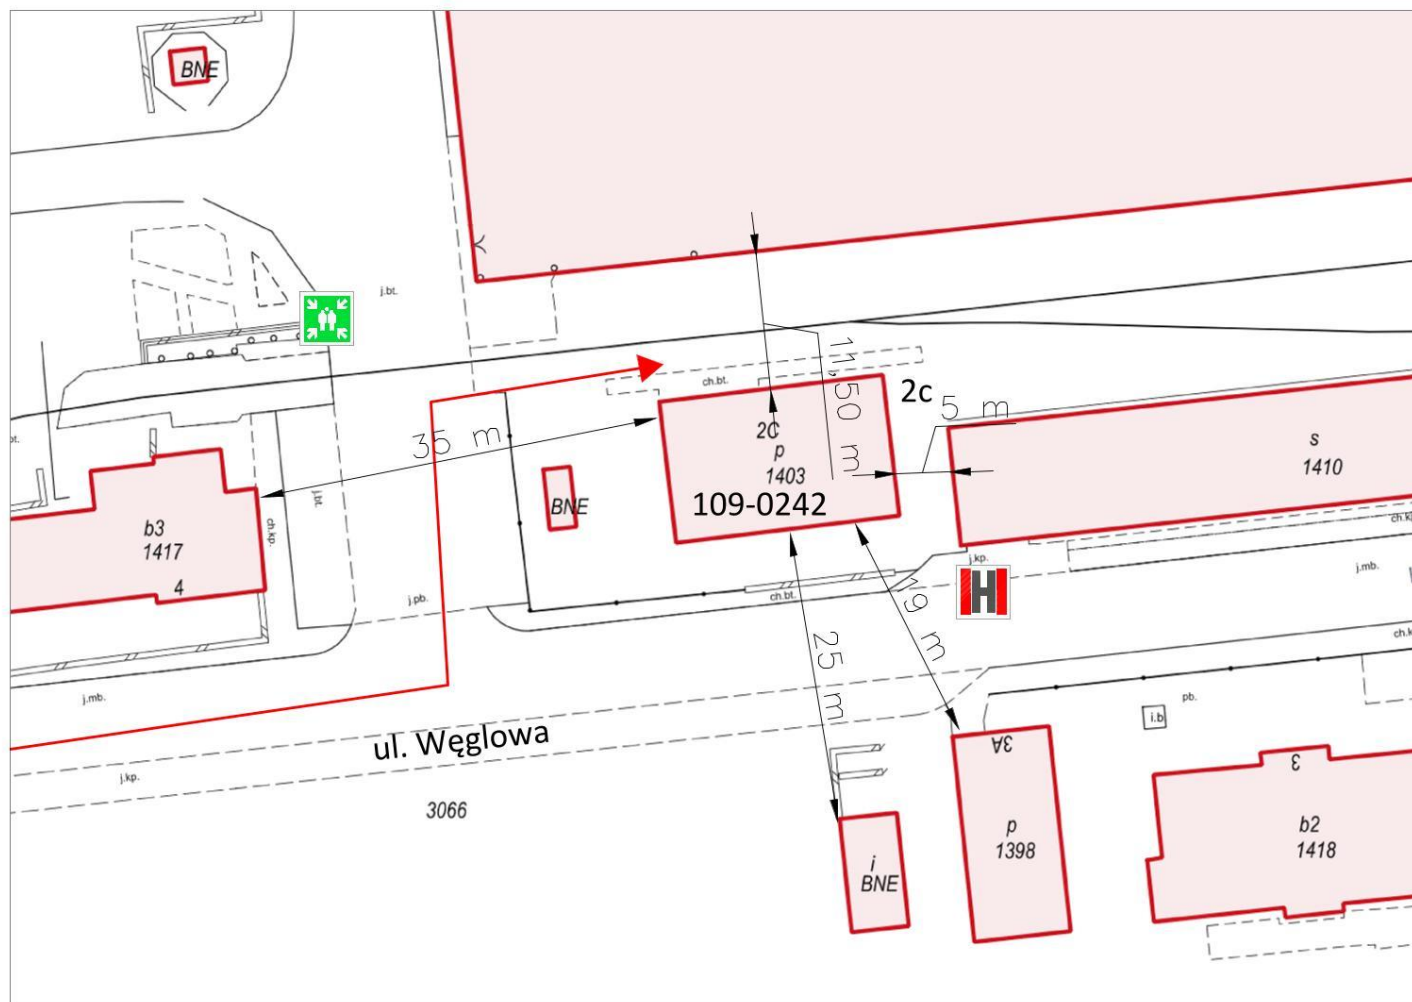 BNE
j.bt.
ch.bt.
11,50 m
2c
5 m
2c
p
1403
35 m
109-0242
BNE
s
1410
b3
1417
4
j.bt.
ch.kp.
j.kp.
j.mb.
H
j.pb.
ch.bt.
19 m
25 m
j.mb.
pb.
i.b
ul. Węglowa
3A
3
j.kp.
3066
p
1398
b2
1418
i
BNE